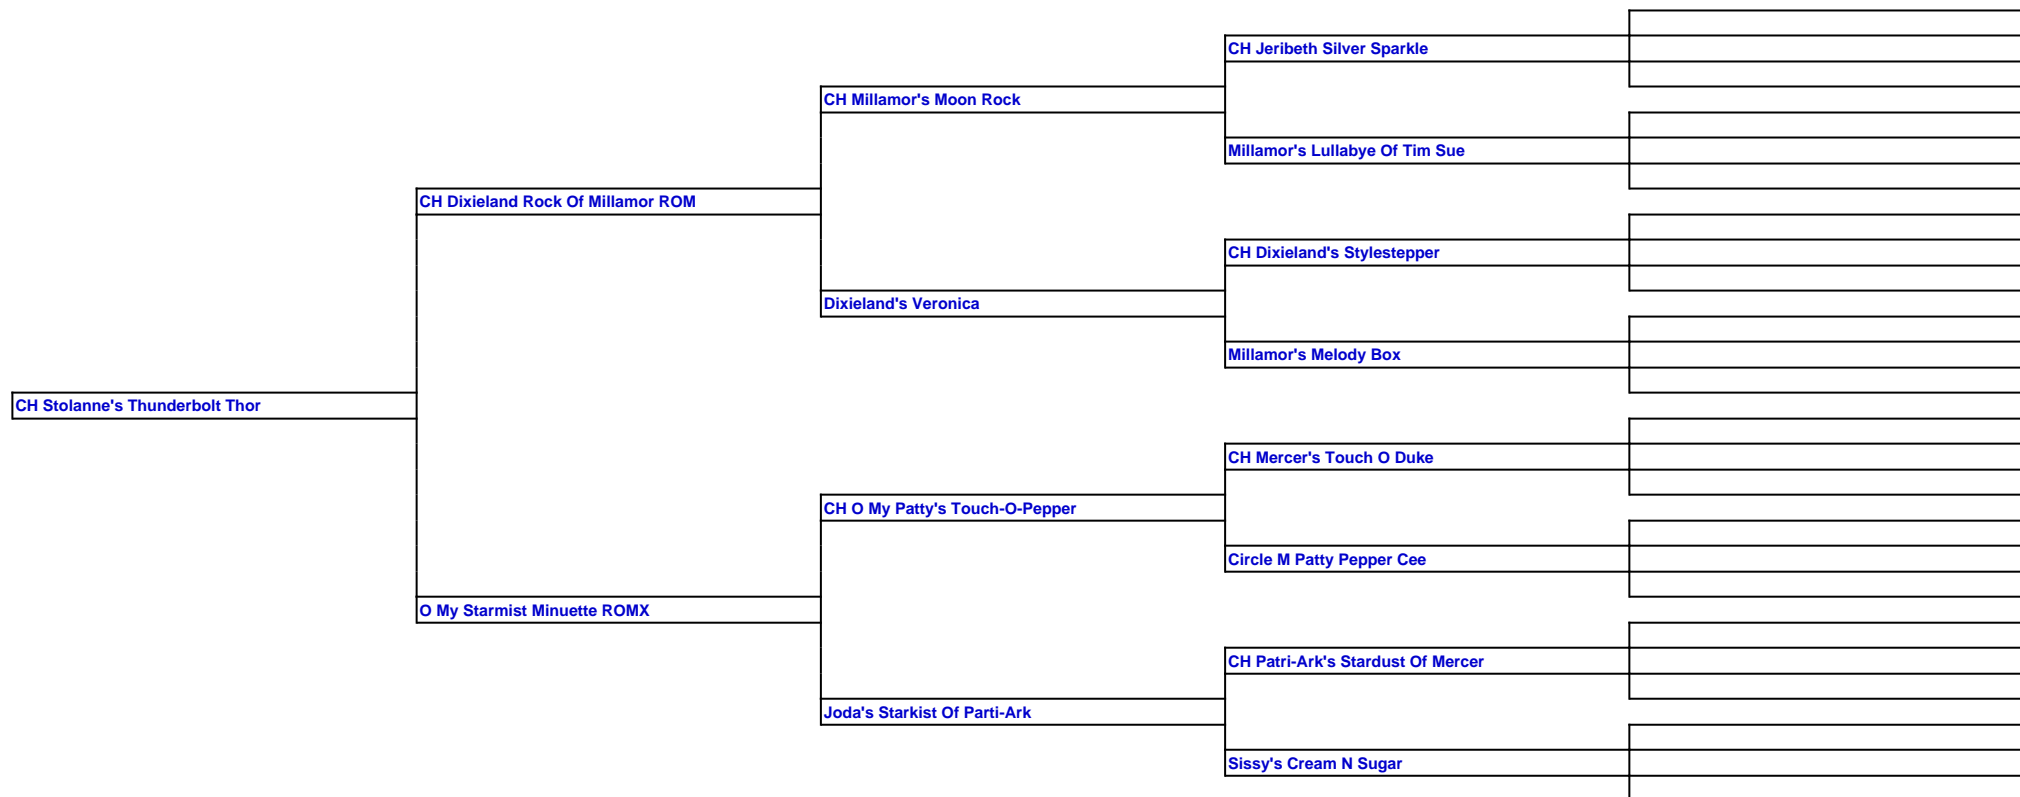 CH Jeribeth Silver Sparkle
CH Millamor's Moon Rock
Millamor's Lullabye Of Tim Sue
CH Dixieland Rock Of Millamor ROM
CH Dixieland's Stylestepper
Dixieland's Veronica
Millamor's Melody Box
CH Stolanne's Thunderbolt Thor
CH Mercer's Touch O Duke
CH O My Patty's Touch-O-Pepper
Circle M Patty Pepper Cee
O My Starmist Minuette ROMX
CH Patri-Ark's Stardust Of Mercer
Joda's Starkist Of Parti-Ark
Sissy's Cream N Sugar